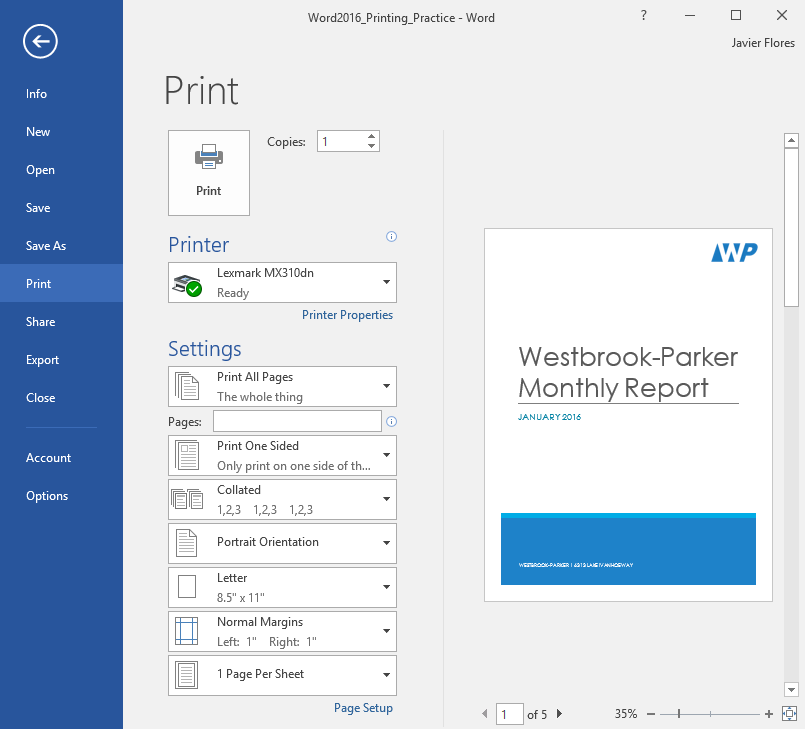 Word2016_Printing_Practice - Word
?
Javier Flores
Info
New
Open
Save
Save As
Print
Share
Export
Close
Account
Options
Print
Print
Copies:
1
Printer
Lexmark MX310dn
Ready
Printer Properties
Settings
Print All Pages
The whole thing
Pages:
Print One Sided
Only print on one side of th...
Collated
1,2,3 1,2,3 1,2,3
Portrait Orientation
Letter
8.5" x 11"
Normal Margins
Left: 1" Right: 1"
1 Page Per Sheet
Page Setup
WP
Westbrook-Parker
Monthly Report
JANUARY 2016
WESTBROOK-PARKER | 6313 LAKE IVANHOE WAY
1 of 5
35%